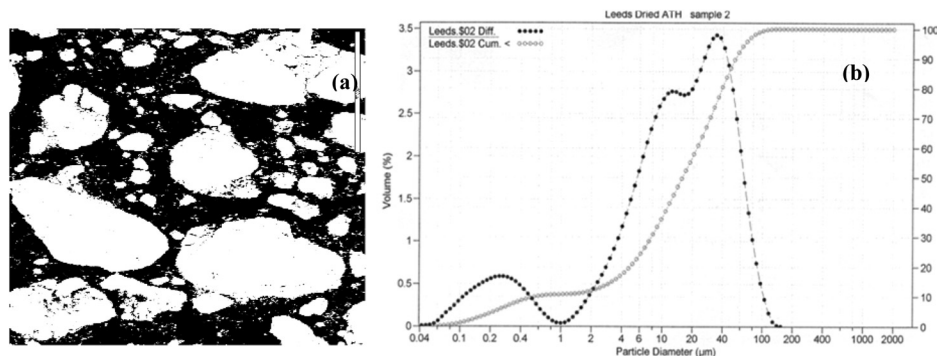 (a)
Leeds Dried ATH sample 2
Leeds.$02 Diff.
Leeds.$02 Cum. <
(b)
Volume (%)
3.5
3
2.5
2
1.5
1
0.5
0
100
90
80
70
60
50
40
30
20
10
0
0.04 0.1 0.2 0.4 1 2 4 6 10 20 40 100 200 400 1000 2000
Particle Diameter (µm)